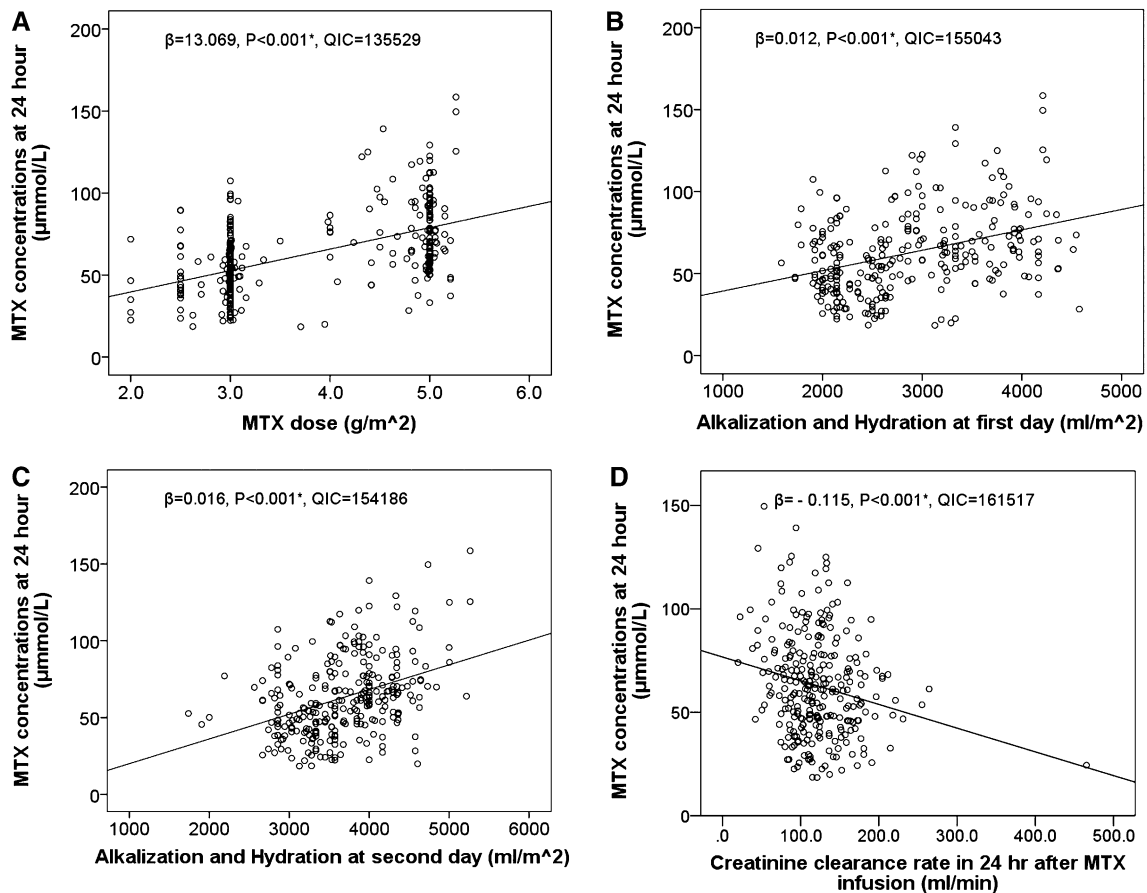 A
β=13.069, P<0.001*, QIC=135529
MTX concentrations at 24 hour
(μmmol/L)
200
150
100
50
0
2.0 3.0 4.0 5.0 6.0
MTX dose (g/m^2)
B
β=0.012, P<0.001*, QIC=155043
MTX concentrations at 24 hour
(μmmol/L)
200
150
100
50
0
1000 2000 3000 4000 5000
Alkalization and Hydration at first day (ml/m^2)
C
β=0.016, P<0.001*, QIC=154186
MTX concentrations at 24 hour
(μmmol/L)
200
150
100
50
0
1000 2000 3000 4000 5000 6000
Alkalization and Hydration at second day (ml/m^2)
D
β= - 0.115, P<0.001*, QIC=161517
MTX concentrations at 24 hour
(μmmol/L)
150
100
50
0
.0 100.0 200.0 300.0 400.0 500.0
Creatinine clearance rate in 24 hr after MTX
infusion (ml/min)